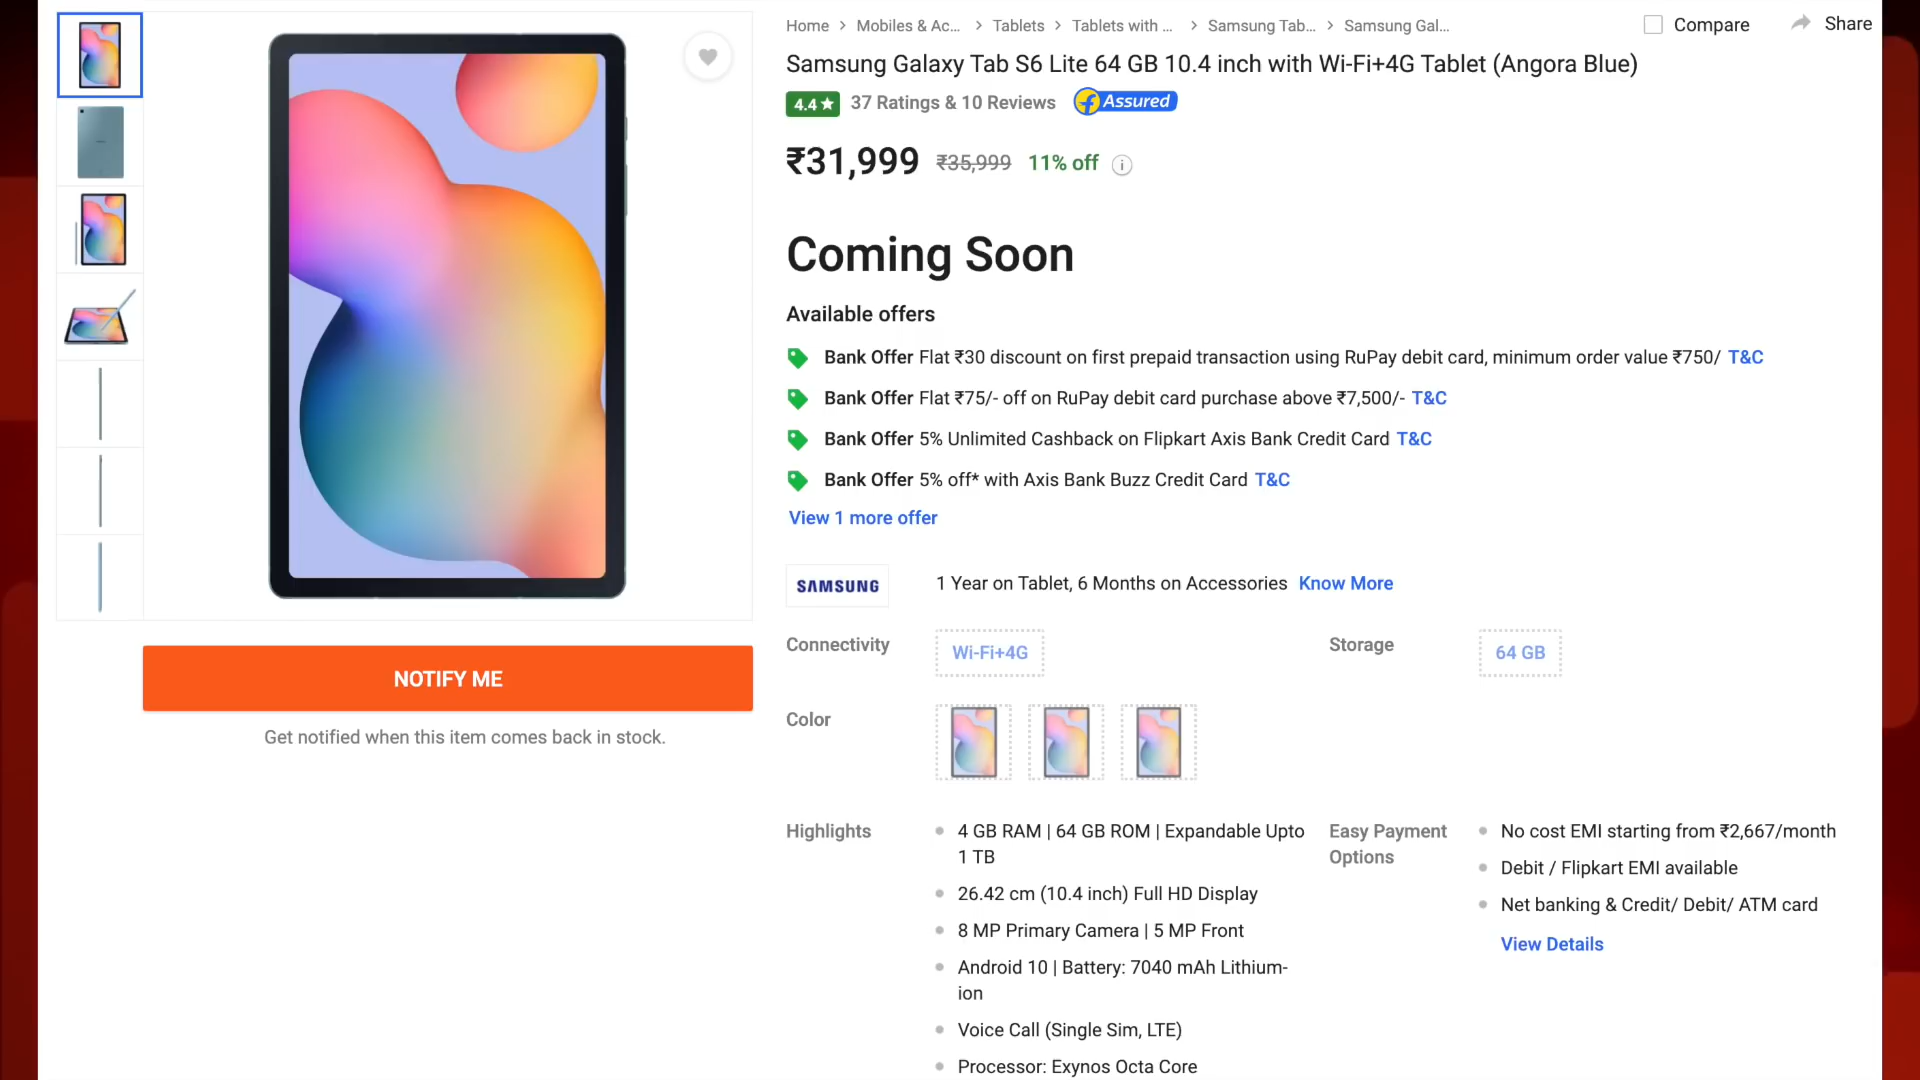 Home > Mobiles & Ac... > Tablets > Tablets with ... > Samsung Tab... > Samsung Gal...
Compare
Share
Samsung Galaxy Tab S6 Lite 64 GB 10.4 inch with Wi-Fi+4G Tablet (Angora Blue)
4.4★ 37 Ratings & 10 Reviews Assured
₹31,999 ₹35,999 11% off
Coming Soon
Available offers
Bank Offer Flat ₹30 discount on first prepaid transaction using RuPay debit card, minimum order value ₹750/ T&C
Bank Offer Flat ₹75/- off on RuPay debit card purchase above ₹7,500/- T&C
Bank Offer 5% Unlimited Cashback on Flipkart Axis Bank Credit Card T&C
Bank Offer 5% off* with Axis Bank Buzz Credit Card T&C
View 1 more offer
SAMSUNG
1 Year on Tablet, 6 Months on Accessories Know More
Connectivity
Wi-Fi+4G
Storage
64 GB
NOTIFY ME
Get notified when this item comes back in stock.
Color
Highlights
4 GB RAM | 64 GB ROM | Expandable Upto
1 TB
26.42 cm (10.4 inch) Full HD Display
8 MP Primary Camera | 5 MP Front
Android 10 | Battery: 7040 mAh Lithium-
ion
Voice Call (Single Sim, LTE)
Processor: Exynos Octa Core
Easy Payment
Options
No cost EMI starting from ₹2,667/month
Debit / Flipkart EMI available
Net banking & Credit/ Debit/ ATM card
View Details